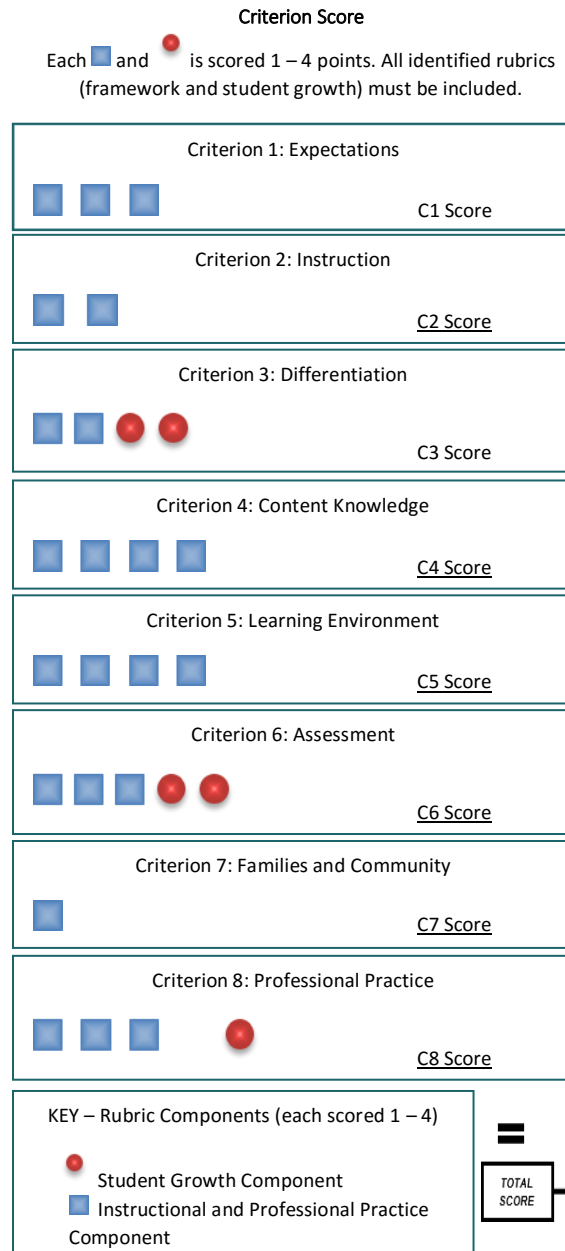 Criterion Score
Each and is scored 1 – 4 points. All identified rubrics
(framework and student growth) must be included.
Criterion 1: Expectations
C1 Score
Criterion 2: Instruction
C2 Score
Criterion 3: Differentiation
C3 Score
Criterion 4: Content Knowledge
C4 Score
Criterion 5: Learning Environment
C5 Score
Criterion 6: Assessment
C6 Score
Criterion 7: Families and Community
C7 Score
Criterion 8: Professional Practice
C8 Score
KEY – Rubric Components (each scored 1 – 4)
Student Growth Component
Instructional and Professional Practice
Component
=
TOTAL
SCORE